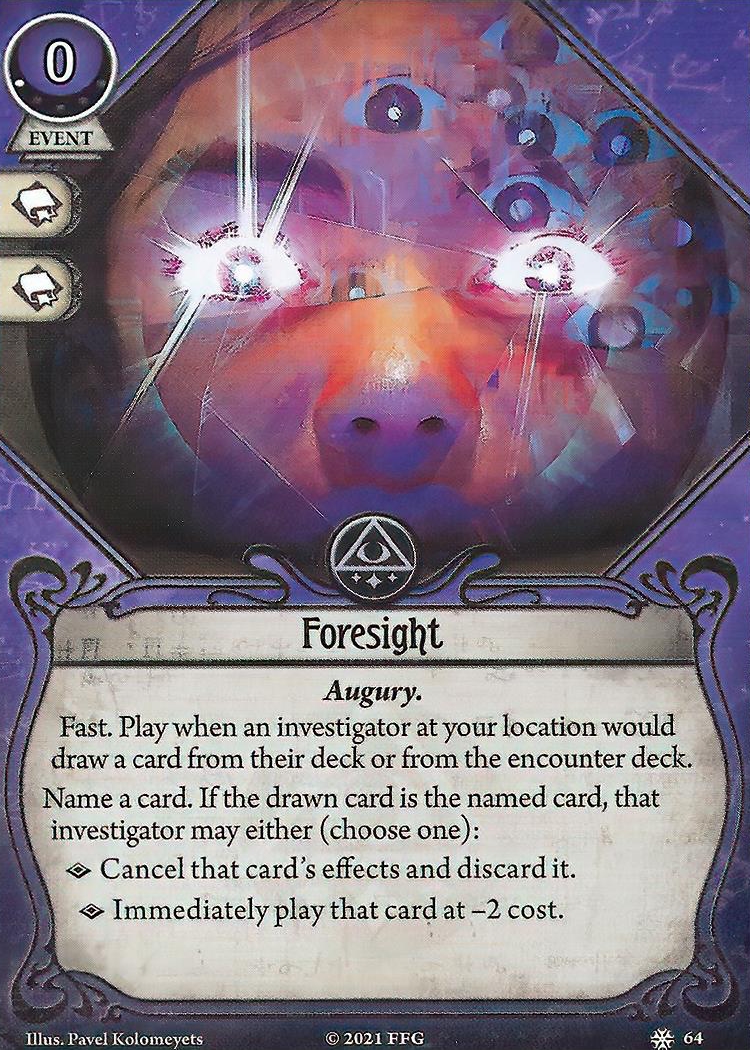 0
EVENT
Foresight
Augury.
Fast. Play when an investigator at your location would
draw a card from their deck or from the encounter deck.
Name a card. If the drawn card is the named card, that
investigator may either (choose one):
Cancel that card's effects and discard it.
Immediately play that card at –2 cost.
Illus. Pavel Kolomeyets
© 2021 FFG
64